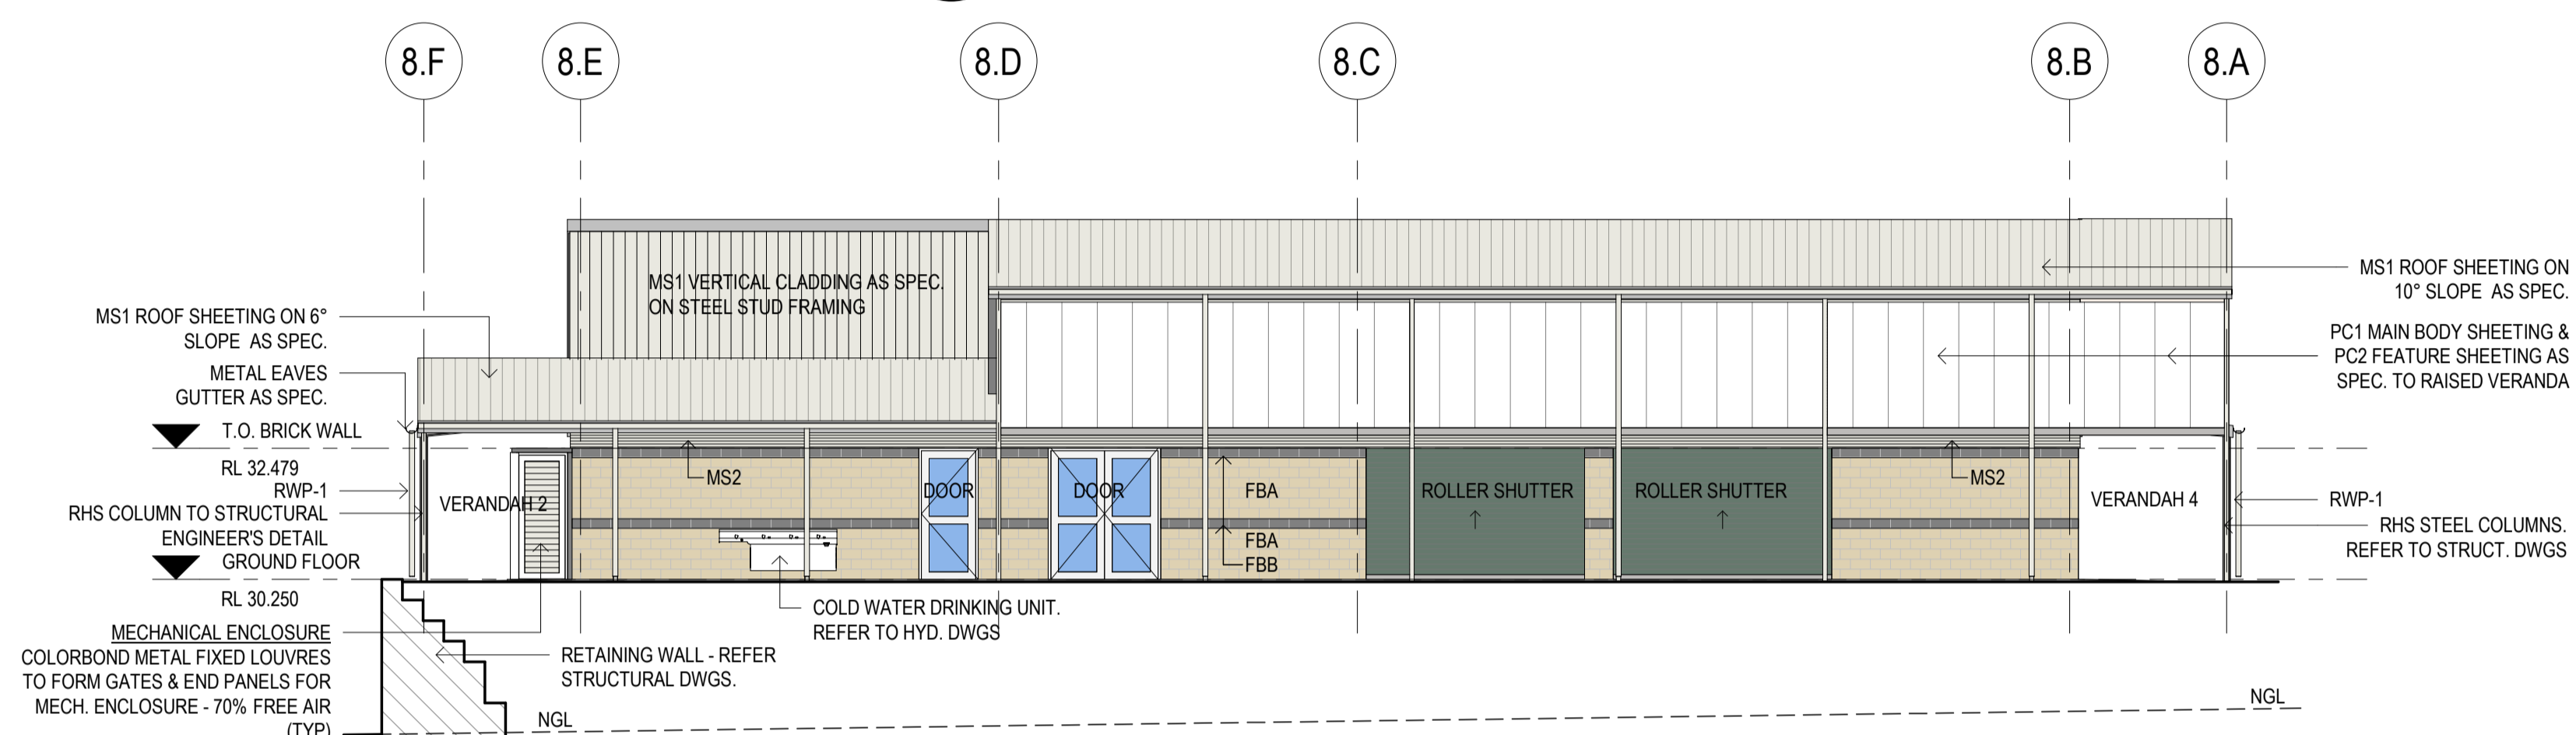 8.F
8.E
8.D
8.C
8.B
8.A
MS1 VERTICAL CLADDING AS SPEC.
ON STEEL STUD FRAMING
MS1 ROOF SHEETING ON 6°
SLOPE AS SPEC.
METAL EAVES
GUTTER AS SPEC.
T.O. BRICK WALL
RL 32.479
RWP-1
RHS COLUMN TO STRUCTURAL
ENGINEER'S DETAIL
GROUND FLOOR
RL 30.250
MECHANICAL ENCLOSURE
COLORBOND METAL FIXED LOUVRES
TO FORM GATES & END PANELS FOR
MECH. ENCLOSURE - 70% FREE AIR
(TYP)
VERANDAH 2
MS2
DOOR
DOOR
FBA
FBA
FBB
ROLLER SHUTTER
ROLLER SHUTTER
MS2
VERANDAH 4
COLD WATER DRINKING UNIT.
REFER TO HYD. DWGS
RETAINING WALL - REFER
STRUCTURAL DWGS.
NGL
NGL
MS1 ROOF SHEETING ON
10° SLOPE AS SPEC.
PC1 MAIN BODY SHEETING &
PC2 FEATURE SHEETING AS
SPEC. TO RAISED VERANDA
RWP-1
RHS STEEL COLUMNS.
REFER TO STRUCT. DWGS